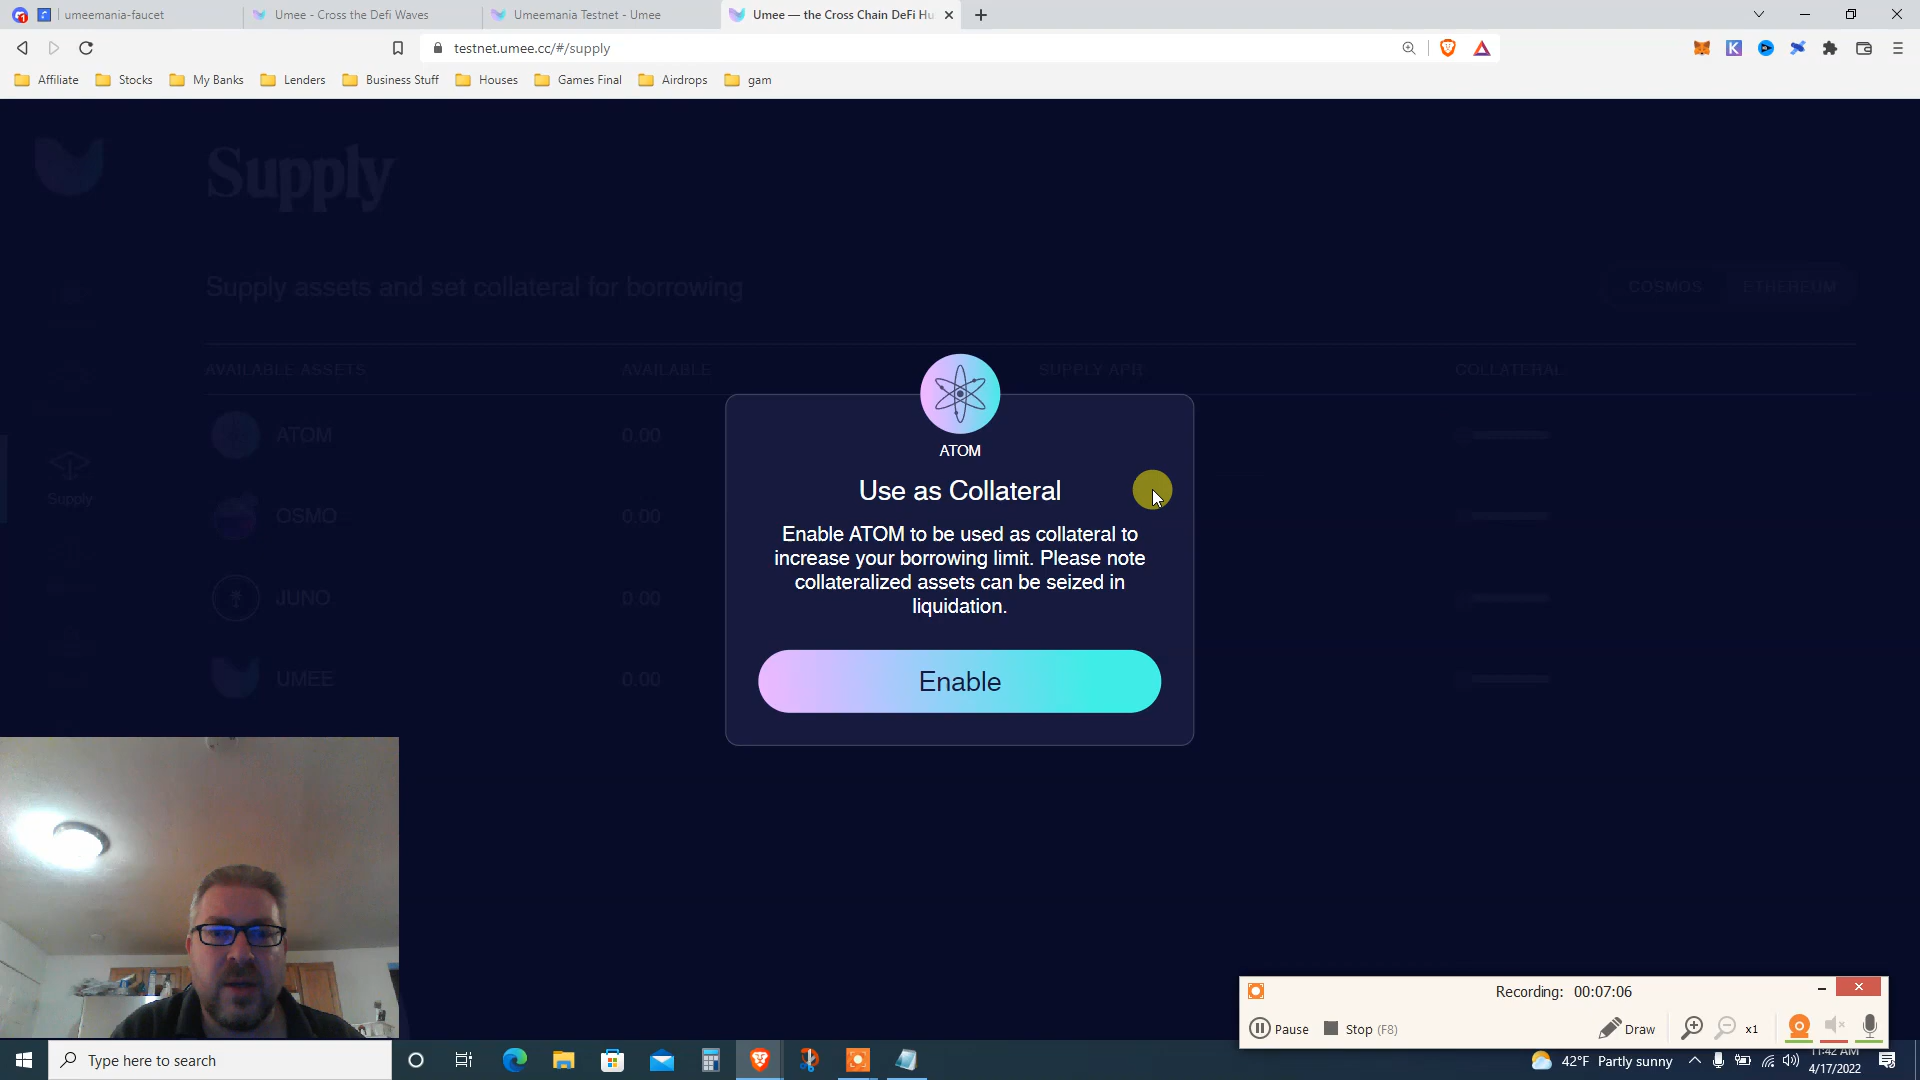 umeemania-faucet
Umee - Cross the Defi Waves
Umeemania Testnet - Umee
Umee — the Cross Chain DeFi Hu
testnet.umee.cc/#/supply
Affiliate
Stocks
My Banks
Lenders
Business Stuff
Houses
Games Final
Airdrops
gam
Supply
Supply assets and set collateral for borrowing
COSMOS
ETHEREUM
AVAILABLE ASSETS
AVAILABLE
SUPPLY APR
COLLATERAL
ATOM
0.00
OSMO
0.00
JUNO
0.00
UMEE
0.00
Supply
ATOM
Use as Collateral
Enable ATOM to be used as collateral to
increase your borrowing limit. Please note
collateralized assets can be seized in
liquidation.
Enable
Recording: 00:07:06
Pause
Stop (F8)
Draw
x1
Type here to search
42°F Partly sunny
11:42 AM
4/17/2022